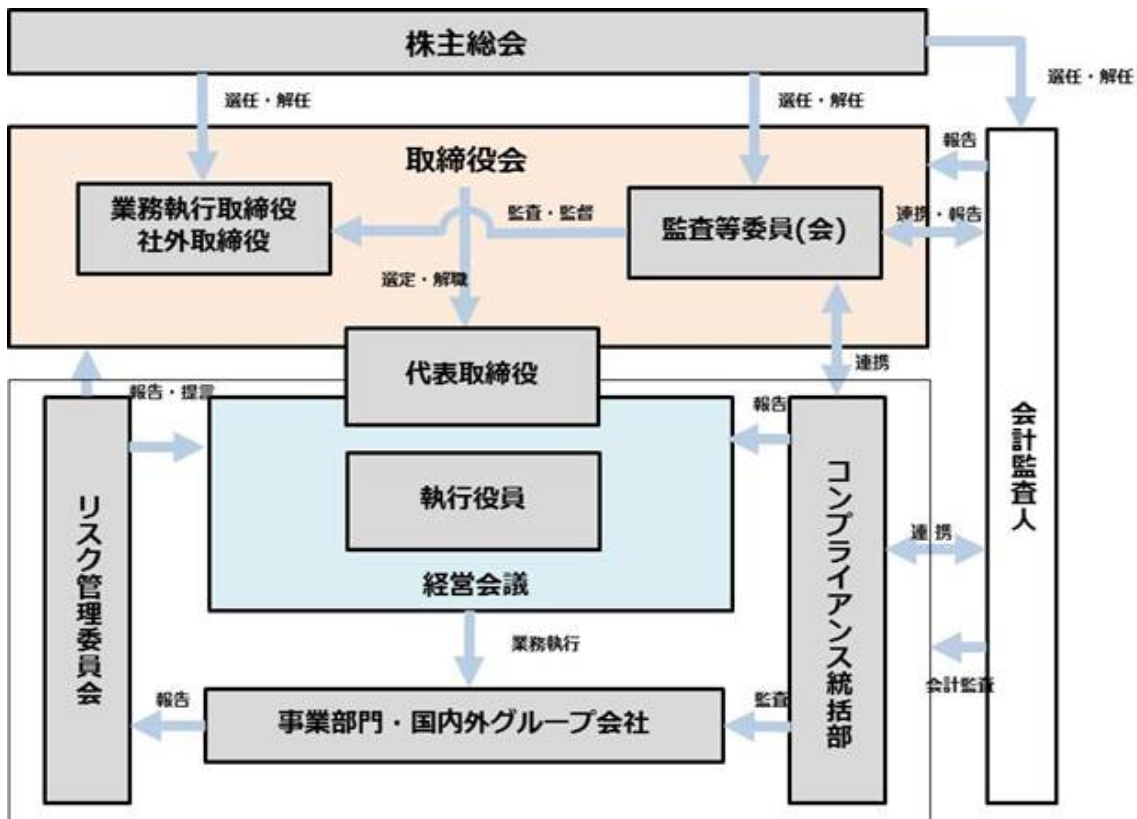 株主総会
選任・解任
選任・解任
選任・解任
取締役会
報告
業務執行取締役
社外取締役
監査・監督
監査等委員(会)
連携・報告
選定・解職
代表取締役
連携
報告・提言
報告
執行役員
経営会議
リスク管理委員会
コンプライアンス統括部
会計監査人
連携
業務執行
会計監査
報告
監査
事業部門・国内外グループ会社